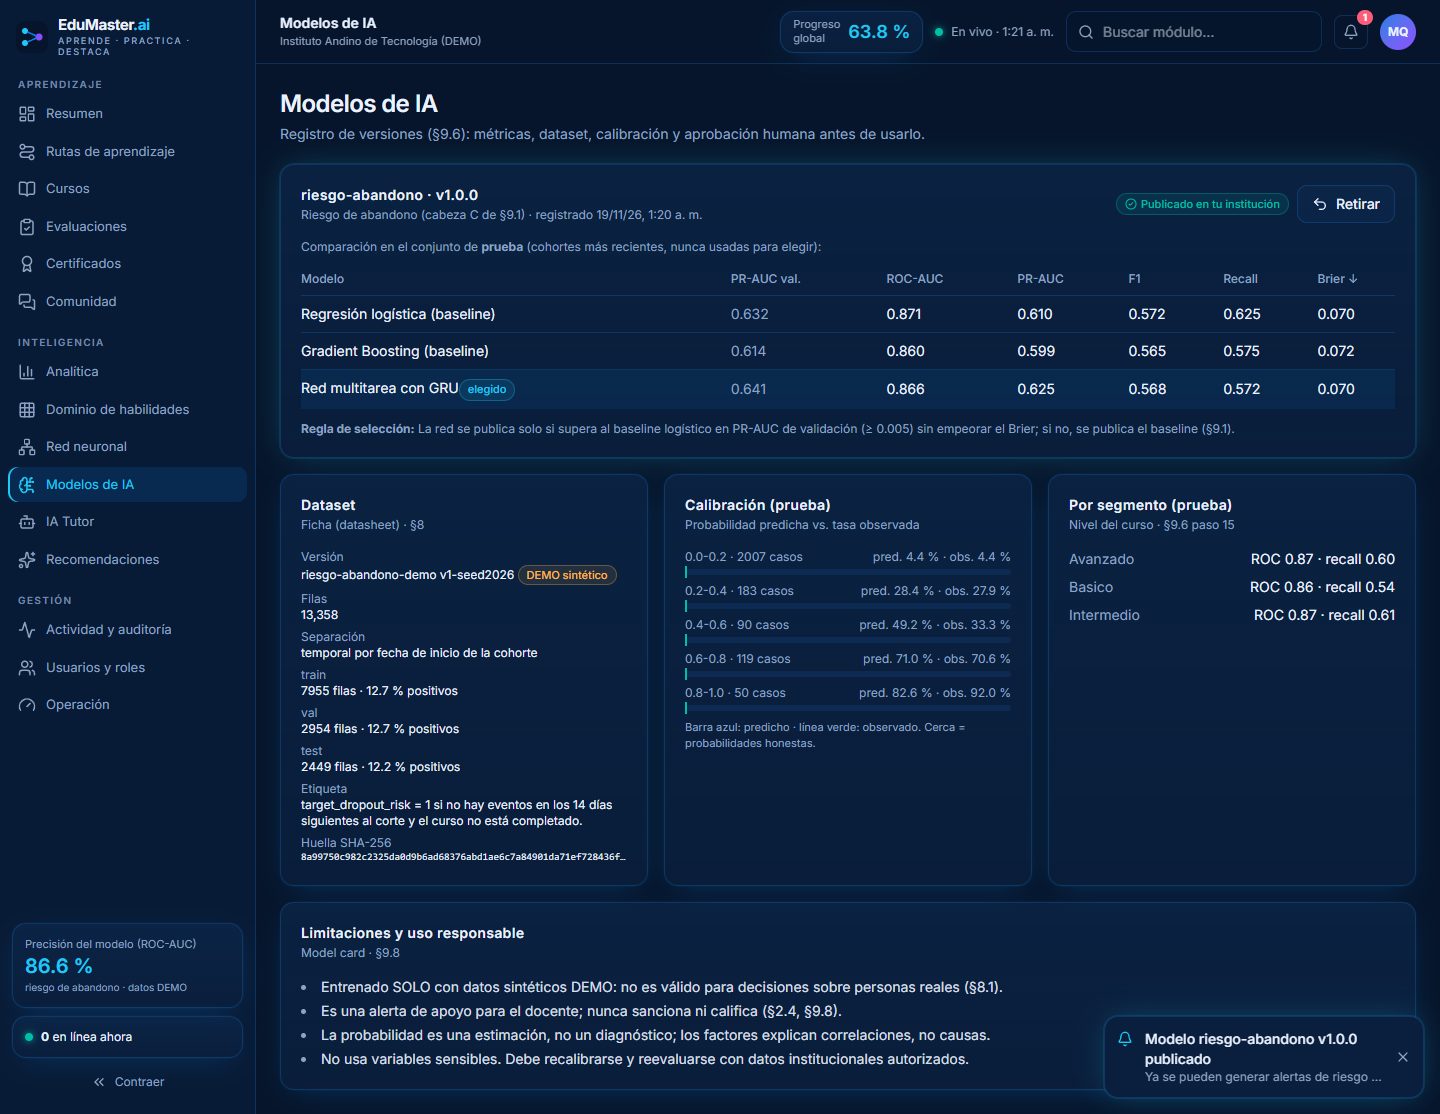 EduMaster.ai
APRENDE · PRACTICA ·
DESTACA
APRENDIZAJE
Resumen
Rutas de aprendizaje
Cursos
Evaluaciones
Certificados
Comunidad
INTELIGENCIA
Analítica
Dominio de habilidades
Red neuronal
Modelos de IA
IA Tutor
Recomendaciones
GESTIÓN
Actividad y auditoría
Usuarios y roles
Operación
Precisión del modelo (ROC-AUC)
86.6 %
riesgo de abandono · datos DEMO
0 en línea ahora
Contraer
Modelos de IA
Instituto Andino de Tecnología (DEMO)
Progreso
global
63.8 %
En vivo · 1:21 a. m.
Buscar módulo...
1
MQ
Modelos de IA
Registro de versiones (§9.6): métricas, dataset, calibración y aprobación humana antes de usarlo.
riesgo-abandono · v1.0.0
Riesgo de abandono (cabeza C de §9.1) · registrado 19/11/26, 1:20 a. m.
Publicado en tu institución
Retirar
Comparación en el conjunto de prueba (cohortes más recientes, nunca usadas para elegir):
Modelo PR-AUC val. ROC-AUC PR-AUC F1 Recall Brier ↓
Regresión logística (baseline) 0.632 0.871 0.610 0.572 0.625 0.070
Gradient Boosting (baseline) 0.614 0.860 0.599 0.565 0.575 0.072
Red multitarea con GRU elegido 0.641 0.866 0.625 0.568 0.572 0.070
Regla de selección: La red se publica solo si supera al baseline logístico en PR-AUC de validación (≥ 0.005) sin empeorar el Brier; si no, se publica el baseline (§9.1).
Dataset
Ficha (datasheet) · §8
Versión
riesgo-abandono-demo v1-seed2026 DEMO sintético
Filas
13,358
Separación
temporal por fecha de inicio de la cohorte
train
7955 filas · 12.7 % positivos
val
2954 filas · 12.7 % positivos
test
2449 filas · 12.2 % positivos
Etiqueta
target_dropout_risk = 1 si no hay eventos en los 14 días
siguientes al corte y el curso no está completado.
Huella SHA-256
8a99750c982c2325da0d9b6ad68376abd1ae6c7a84901da71ef728436f…
Calibración (prueba)
Probabilidad predicha vs. tasa observada
0.0-0.2 · 2007 casos pred. 4.4 % · obs. 4.4 %
0.2-0.4 · 183 casos pred. 28.4 % · obs. 27.9 %
0.4-0.6 · 90 casos pred. 49.2 % · obs. 33.3 %
0.6-0.8 · 119 casos pred. 71.0 % · obs. 70.6 %
0.8-1.0 · 50 casos pred. 82.6 % · obs. 92.0 %
Barra azul: predicho · línea verde: observado. Cerca =
probabilidades honestas.
Por segmento (prueba)
Nivel del curso · §9.6 paso 15
Avanzado ROC 0.87 · recall 0.60
Basico ROC 0.86 · recall 0.54
Intermedio ROC 0.87 · recall 0.61
Limitaciones y uso responsable
Model card · §9.8
• Entrenado SOLO con datos sintéticos DEMO: no es válido para decisiones sobre personas reales (§8.1).
• Es una alerta de apoyo para el docente; nunca sanciona ni califica (§2.4, §9.8).
• La probabilidad es una estimación, no un diagnóstico; los factores explican correlaciones, no causas.
• No usa variables sensibles. Debe recalibrarse y reevaluarse con datos institucionales autorizados.
Modelo riesgo-abandono v1.0.0
publicado
Ya se pueden generar alertas de riesgo ...